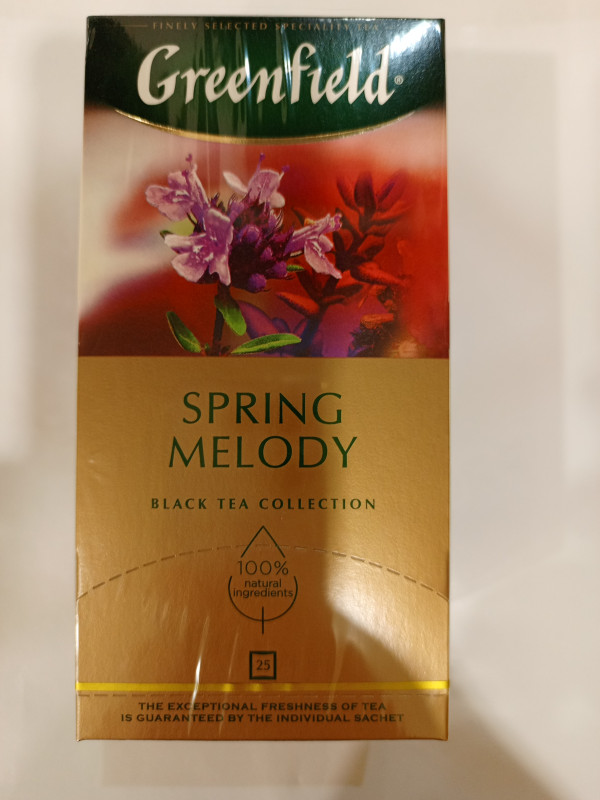 FINELY SELECTED SPECIALITY TEA
Greenfield®
SPRING
MELODY
BLACK TEA COLLECTION
100%
natural
ingredients
25
THE EXCEPTIONAL FRESHNESS OF TEA
IS GUARANTEED BY THE INDIVIDUAL SACHET